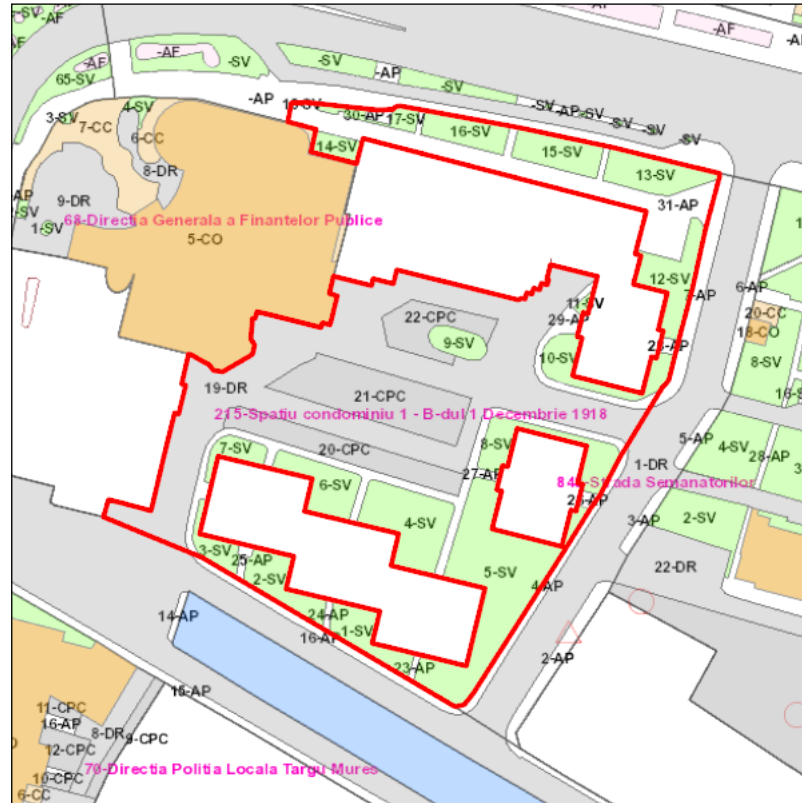 -AF
-AF
-AP
-AF
-AF
-AF
-SV
-SV
-AP
-SV
65-SV
-AP
-SV
-AP
-SV
-SV
-SV
-SV
3-SV
4-SV
7-CC
6-CC
8-DR
9-DR
1-SV
-SV
AP
30-AP
17-SV
16-SV
15-SV
14-SV
13-SV
31-AP
68-Directia Generala a Finantelor Publice
5-CO
12-SV
6-AP
20-CC
18-CO
22-CPC
29-AP
9-SV
10-SV
8-SV
19-DR
21-CPC
215-Spatiu condominiu 1 - B-dul 1 Decembrie 1918
20-CPC
7-SV
8-SV
27-AP
6-SV
4-SV
5-AP
4-SV
28-AP
1-DR
-Strada Semanatorilor
3-AP
2-SV
3-SV
25-AP
2-SV
5-SV
4-AP
22-DR
14-AP
24-AP
16-AP
1-SV
23-AP
2-AP
15-AP
11-CPC
16-AP
8-DR
9-CPC
12-CPC
10-CPC
6-CC
70-Directia Politia Locala Targu Mures